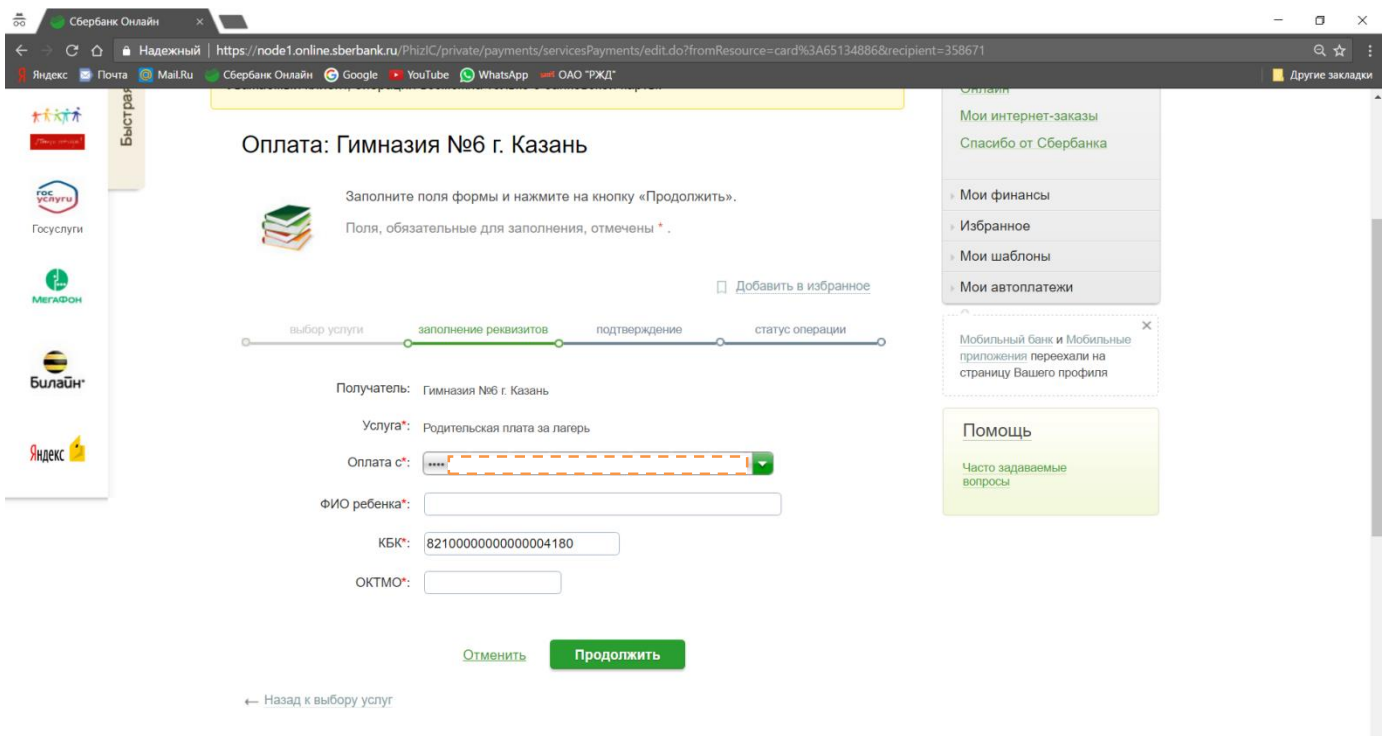 Сбербанк Онлайн
Надежный | https://node1.online.sberbank.ru/PhizIC/private/payments/servicesPayments/edit.do?fromResource=card%3A65134886&recipient=358671
Яндекс Почта Mail.Ru Сбербанк Онлайн Google YouTube WhatsApp ОАО "РЖД" Другие закладки
Быстрая
Госуслуги
МЕГАФОН
Билайн
Яндекс
Оплата: Гимназия №6 г. Казань
Заполните поля формы и нажмите на кнопку «Продолжить».
Поля, обязательные для заполнения, отмечены * .
Добавить в избранное
выбор услуги заполнение реквизитов подтверждение статус операции
Получатель: Гимназия №6 г. Казань
Услуга*: Родительская плата за лагерь
Оплата с*: ••••
ФИО ребенка*:
КБК*: 82100000000000004180
ОКТМО*:
Отменить Продолжить
← Назад к выбору услуг
Онлайн
Мои интернет-заказы
Спасибо от Сбербанка
Мои финансы
Избранное
Мои шаблоны
Мои автоплатежи
Мобильный банк и Мобильные
приложения переехали на
страницу Вашего профиля
Помощь
Часто задаваемые
вопросы